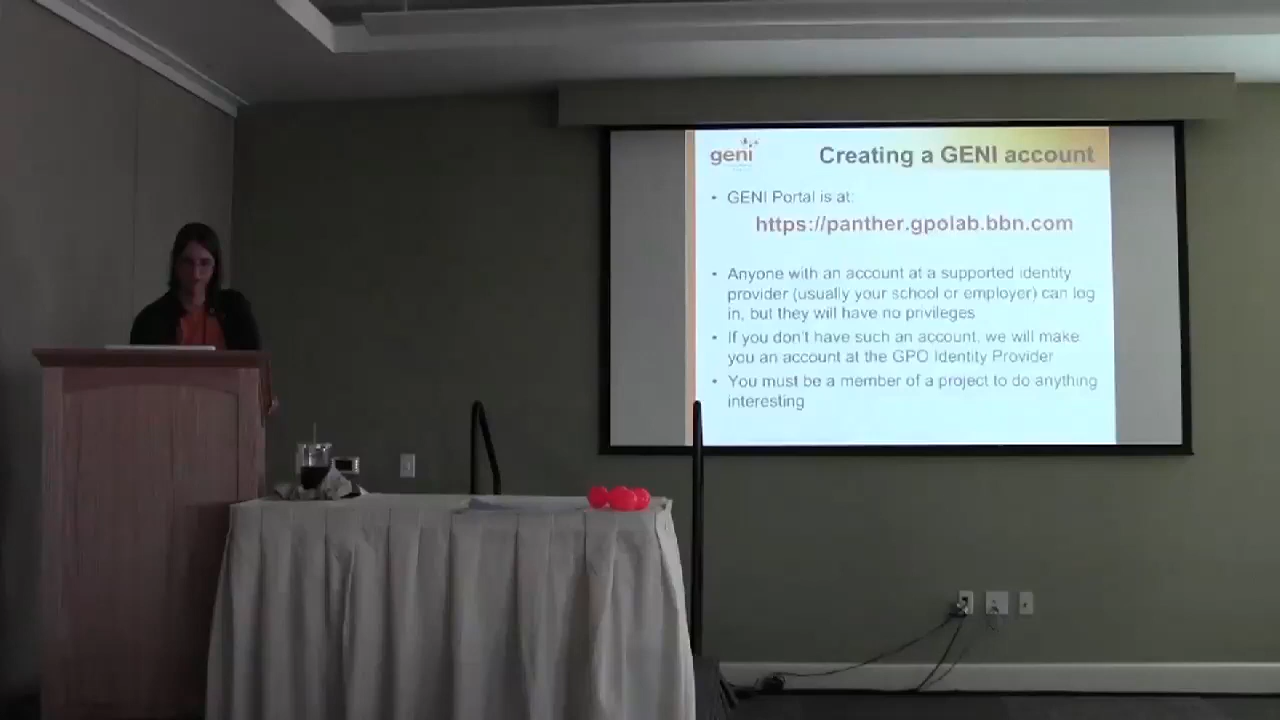 geni
Creating a GENI account
• GENI Portal is at:
https://panther.gpolab.bbn.com
• Anyone with an account at a supported identity
provider (usually your school or employer) can log
in, but they will have no privileges
• If you don't have such an account, we will make
you an account at the GPO Identity Provider
• You must be a member of a project to do anything
interesting